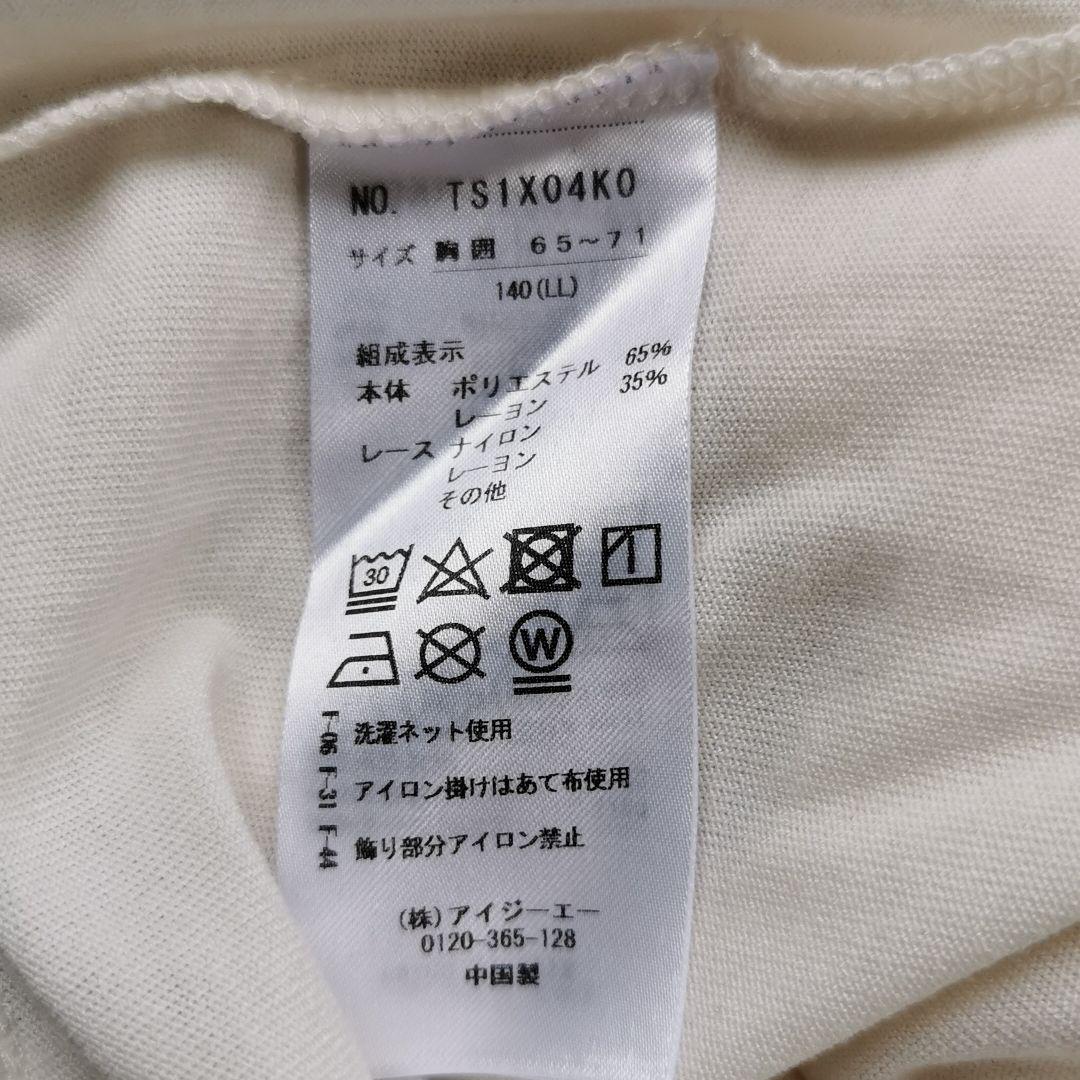 NO. TS1X04K0
サイズ 胸囲 65~71
140(LL)
組成表示
本体 ポリエステル 65%
レーヨン 35%
レース ナイロン
レーヨン
その他
30
W
F-06 洗濯ネット使用
F-31 アイロン掛けはあて布使用
F-44 飾り部分アイロン禁止
(株)アイジーエー
0120-365-128
中国製